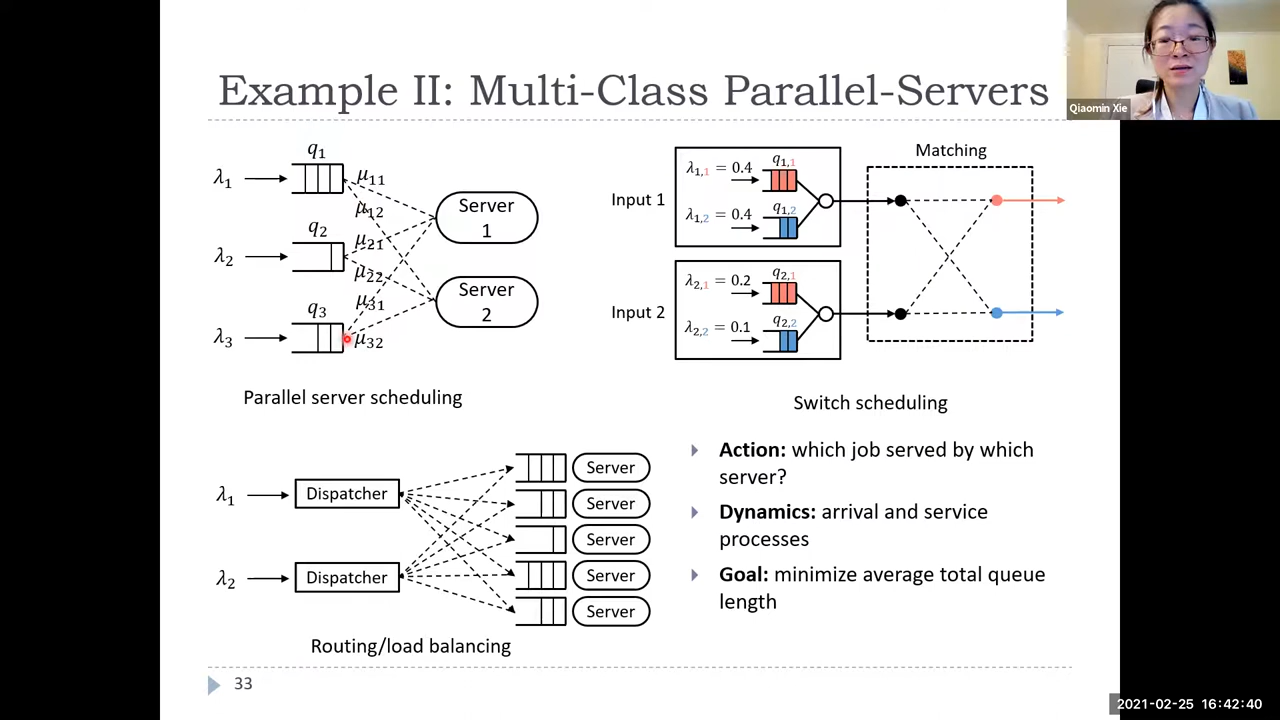 Example II: Multi-Class Parallel-Servers
Qiaomin Xie
q₁
λ₁
μ₁₁
μ₁₂
q₂
λ₂
μ₂₁
μ₂₂
q₃
μ₃₁
λ₃
μ₃₂
Server
1
Server
2
Parallel server scheduling
Matching
Input 1
λ₁,₁ = 0.4
q₁,₁
λ₁,₂ = 0.4
q₁,₂
Input 2
λ₂,₁ = 0.2
q₂,₁
λ₂,₂ = 0.1
q₂,₂
Switch scheduling
λ₁
Dispatcher
λ₂
Dispatcher
Server
Server
Server
Server
Server
Routing/load balancing
Action: which job served by which
server?
Dynamics: arrival and service
processes
Goal: minimize average total queue
length
33
2021-02-25 16:42:40